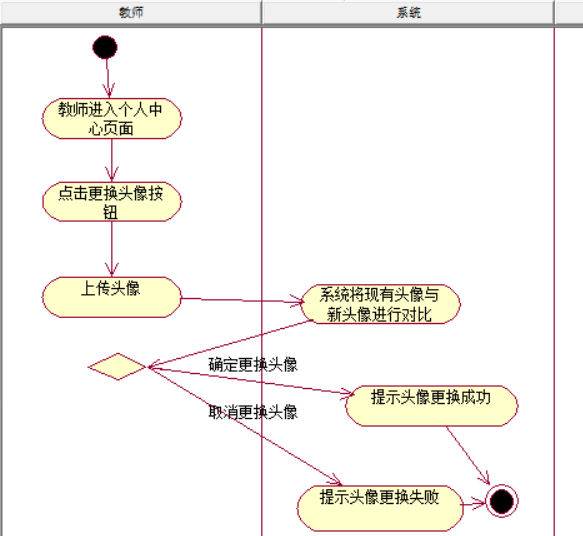 教师
系统
教师进入个人中
心页面
点击更换头像按
钮
上传头像
系统将现有头像与
新头像进行对比
确定更换头像
提示头像更换成功
取消更换头像
提示头像更换失败